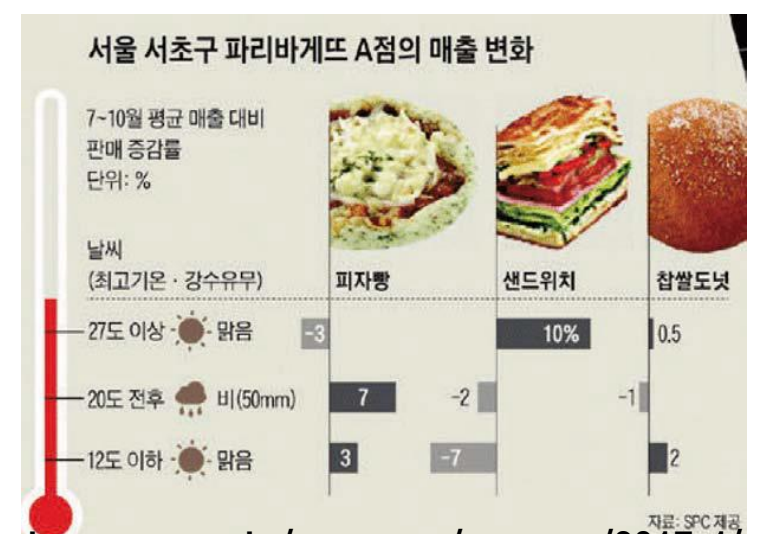 서울 서초구 파리바게뜨 A점의 매출 변화
7~10월 평균 매출 대비
판매 증감률
단위: %
날씨
(최고기온 · 강수유무) 피자빵 샌드위치 찹쌀도넛
27도 이상 맑음 -3 10% 0.5
20도 전후 비(50mm) 7 -2 -1
12도 이하 맑음 3 -7 2
자료: SPC 제공